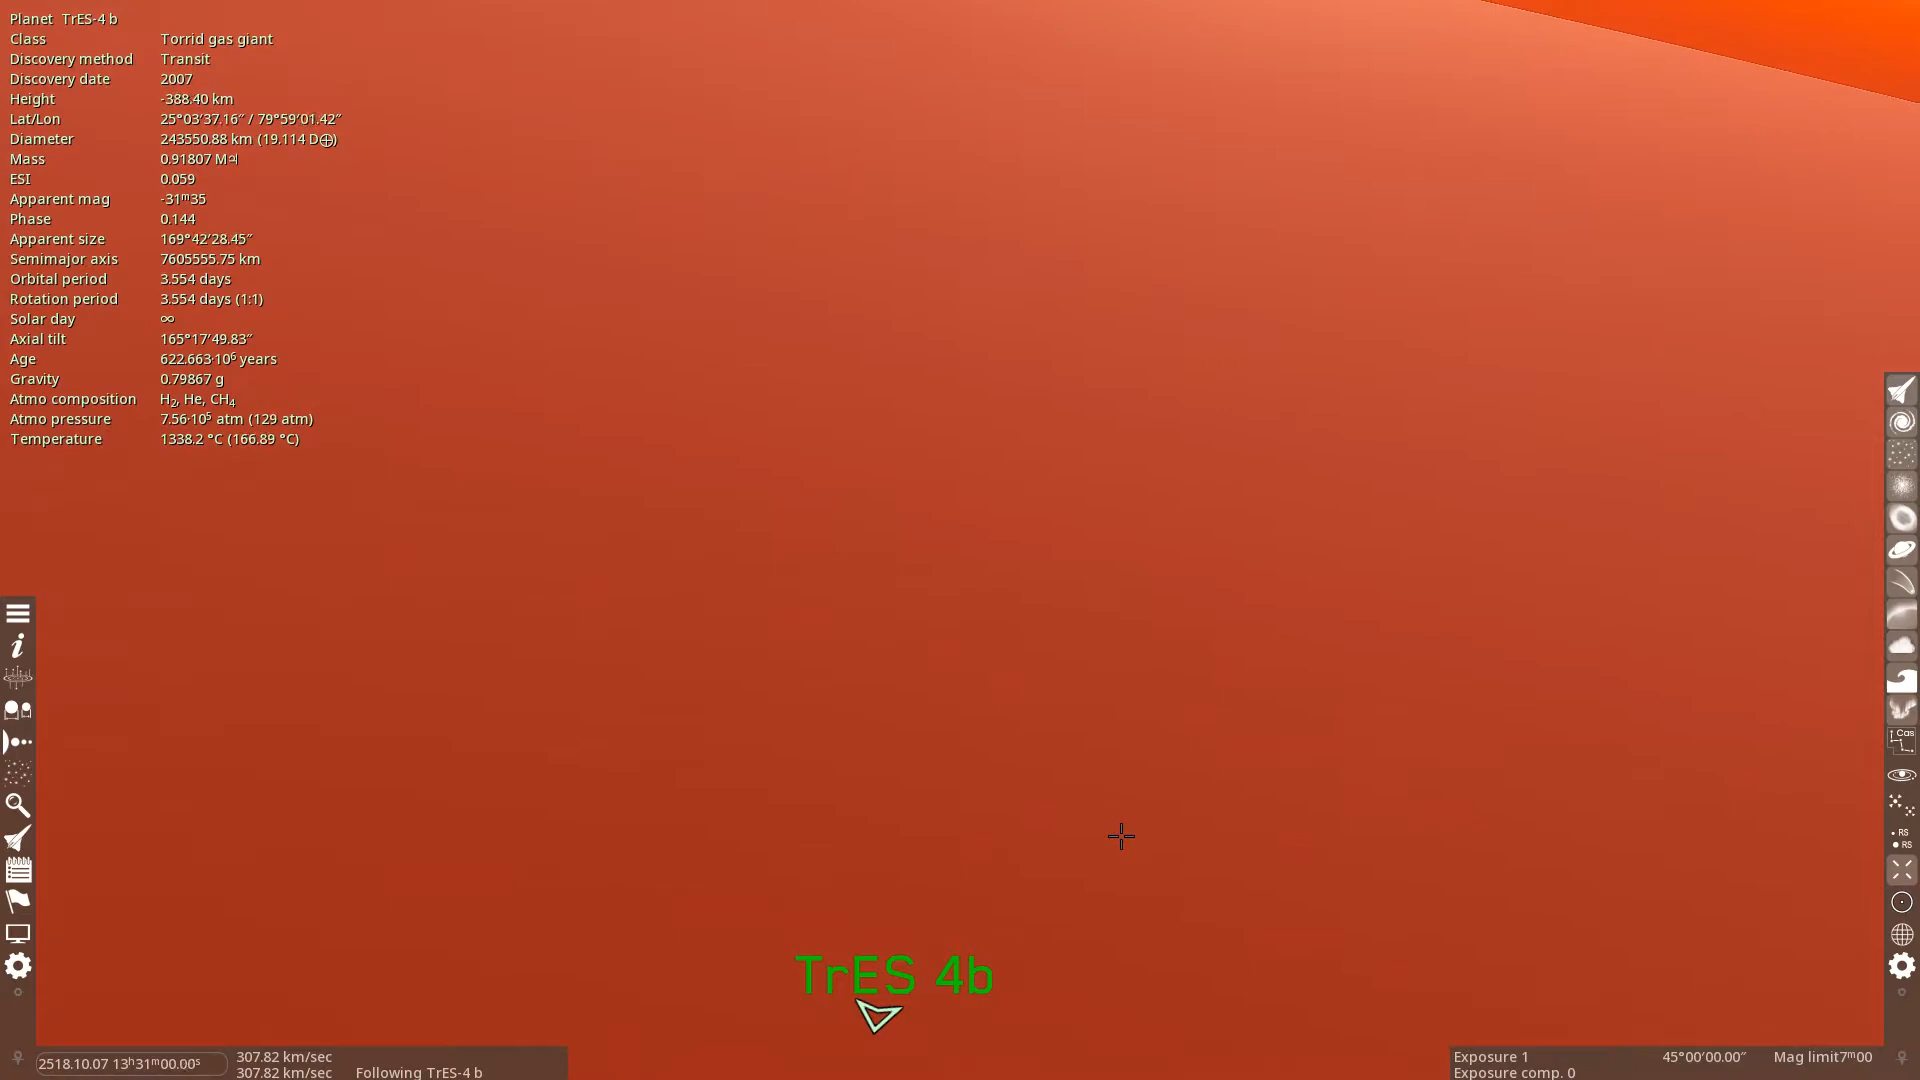 Planet TrES-4 b
Class Torrid gas giant
Discovery method Transit
Discovery date 2007
Height -388.40 km
Lat/Lon 25°03′37.16″ / 79°59′01.42″
Diameter 243550.88 km (19.114 D⊕)
Mass 0.91807 M♃
ESI 0.059
Apparent mag -31ᵐ35
Phase 0.144
Apparent size 169°42′28.45″
Semimajor axis 7605555.75 km
Orbital period 3.554 days
Rotation period 3.554 days (1:1)
Solar day ∞
Axial tilt 165°17′49.83″
Age 622.663·10⁶ years
Gravity 0.79867 g
Atmo composition H₂, He, CH₄
Atmo pressure 7.56·10⁵ atm (129 atm)
Temperature 1338.2 °C (166.89 °C)
Cas
RS
RS
TrES 4b
2518.10.07 13ʰ31ᵐ00.00ˢ
307.82 km/sec
307.82 km/sec Following TrES-4 b
Exposure 1 45°00′00.00″ Mag limit7ᵐ00
Exposure comp. 0